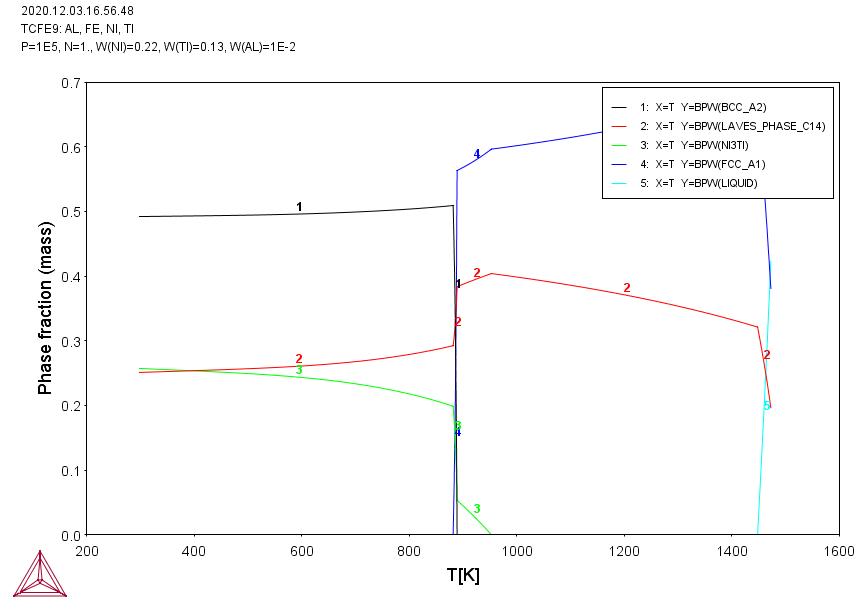 2020.12.03.16.56.48
TCFE9: AL, FE, NI, TI
P=1E5, N=1., W(NI)=0.22, W(TI)=0.13, W(AL)=1E-2
1: X=T Y=BPW(BCC_A2)
2: X=T Y=BPW(LAVES_PHASE_C14)
3: X=T Y=BPW(NI3TI)
4: X=T Y=BPW(FCC_A1)
5: X=T Y=BPW(LIQUID)
Phase fraction (mass)
0.7
0.6
0.5
0.4
0.3
0.2
0.1
0.0
1
2
3
1
2
3
4
4
2
3
2
2
5
200 400 600 800 1000 1200 1400 1600
T[K]